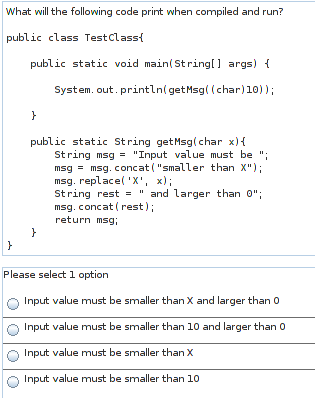 What will the following code print when compiled and run?
public class TestClass{
public static void main(String[] args) {
System.out.println(getMsg((char)10));
}
public static String getMsg(char x){
String msg = "Input value must be ";
msg = msg.concat("smaller than X");
msg.replace('X', x);
String rest = " and larger than 0";
msg.concat(rest);
return msg;
}
}
Please select 1 option
Input value must be smaller than X and larger than 0
Input value must be smaller than 10 and larger than 0
Input value must be smaller than X
Input value must be smaller than 10